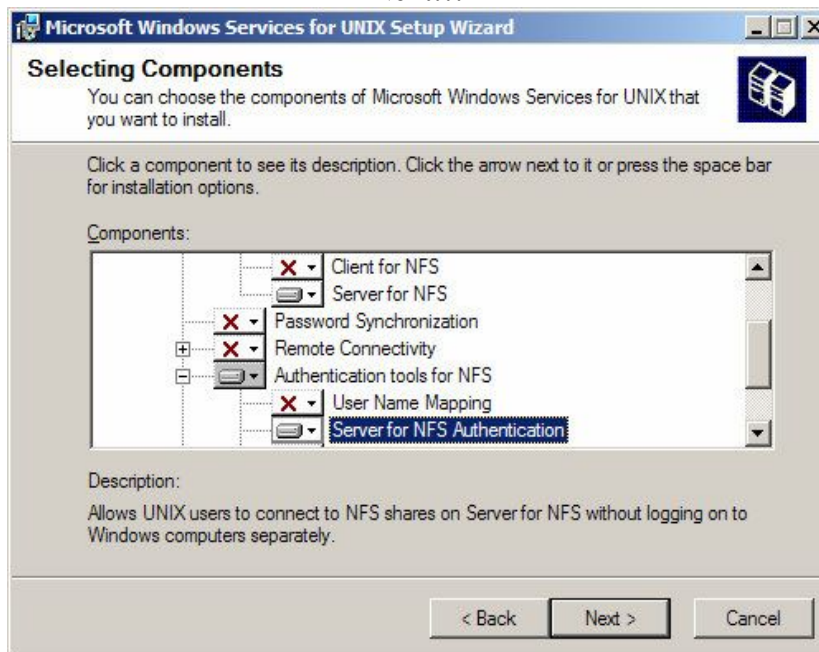 Microsoft Windows Services for UNIX Setup Wizard
Selecting Components
You can choose the components of Microsoft Windows Services for UNIX that
you want to install.
Click a component to see its description. Click the arrow next to it or press the space bar
for installation options.
Components:
Client for NFS
Server for NFS
Password Synchronization
Remote Connectivity
Authentication tools for NFS
User Name Mapping
Server for NFS Authentication
Description:
Allows UNIX users to connect to NFS shares on Server for NFS without logging on to
Windows computers separately.
< Back
Next >
Cancel